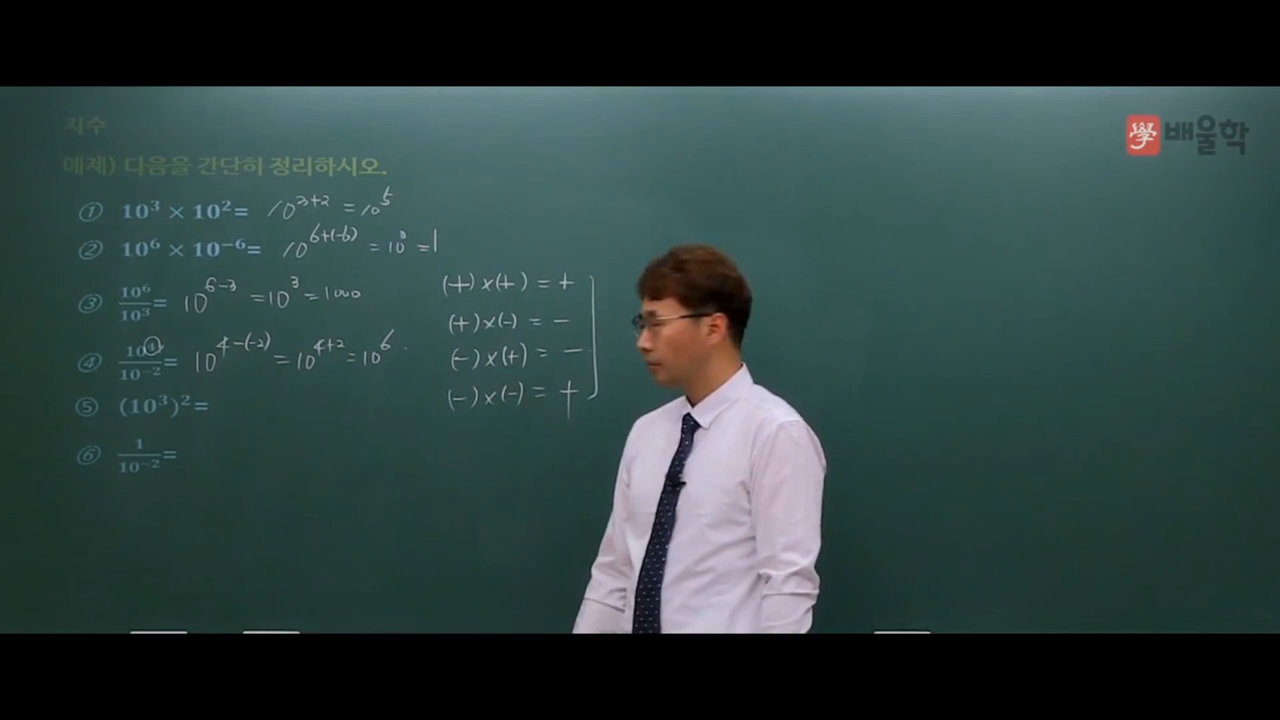 지수
學 배울학
예제) 다음을 간단히 정리하시오.
① 10³ × 10²= 10³⁺² = 10⁵
② 10⁶ × 10⁻⁶= 10⁶⁺⁽⁻⁶⁾ = 10⁰ = 1
③ 10⁶/10³= 10⁶⁻³ = 10³ = 1000
(+)×(+) = +
(+)×(-) = -
④ 10⁴/10⁻²= 10⁴⁻⁽⁻²⁾ = 10⁴⁺² = 10⁶
(-)×(+) = -
(-)×(-) = +
⑤ (10³)²=
⑥ 1/10⁻²=